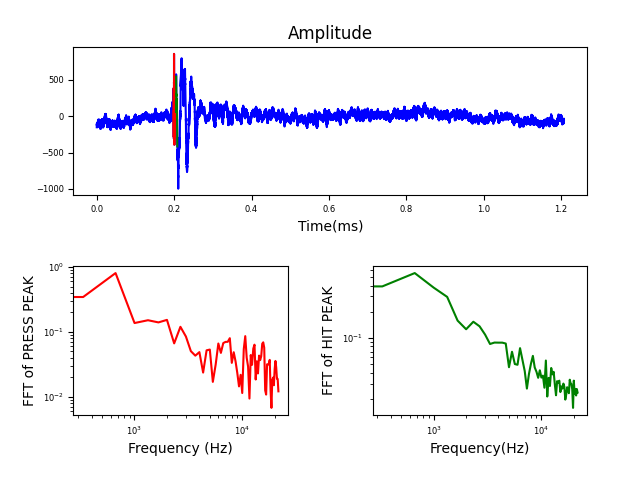 Amplitude
500
0
−500
−1000
0.0 0.2 0.4 0.6 0.8 1.0 1.2
Time(ms)
FFT of PRESS PEAK
10⁰
10⁻¹
10⁻²
10³ 10⁴
Frequency (Hz)
FFT of HIT PEAK
10⁻¹
10³ 10⁴
Frequency(Hz)